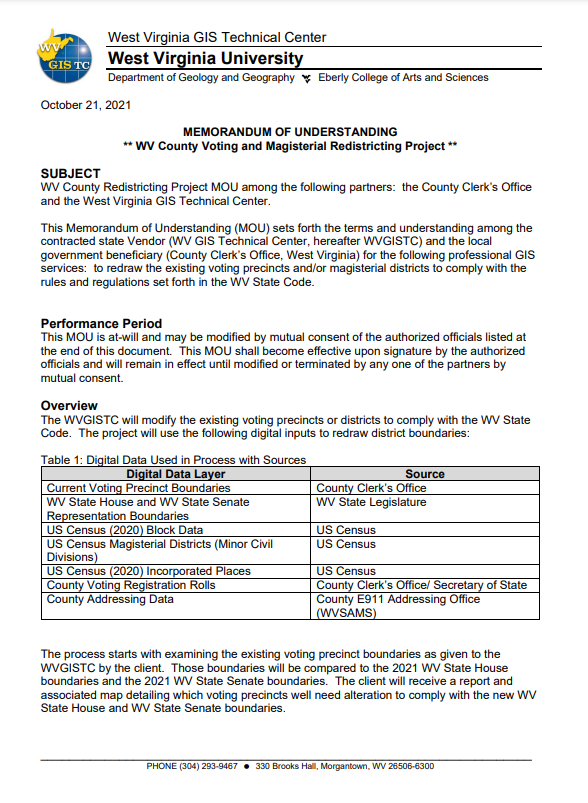 WV
GIS TC
West Virginia GIS Technical Center
West Virginia University
Department of Geology and Geography Eberly College of Arts and Sciences
October 21, 2021
MEMORANDUM OF UNDERSTANDING
** WV County Voting and Magisterial Redistricting Project **
SUBJECT
WV County Redistricting Project MOU among the following partners: the County Clerk's Office
and the West Virginia GIS Technical Center.
This Memorandum of Understanding (MOU) sets forth the terms and understanding among the
contracted state Vendor (WV GIS Technical Center, hereafter WVGISTC) and the local
government beneficiary (County Clerk's Office, West Virginia) for the following professional GIS
services: to redraw the existing voting precincts and/or magisterial districts to comply with the
rules and regulations set forth in the WV State Code.
Performance Period
This MOU is at-will and may be modified by mutual consent of the authorized officials listed at
the end of this document. This MOU shall become effective upon signature by the authorized
officials and will remain in effect until modified or terminated by any one of the partners by
mutual consent.
Overview
The WVGISTC will modify the existing voting precincts or districts to comply with the WV State
Code. The project will use the following digital inputs to redraw district boundaries:
Table 1: Digital Data Used in Process with Sources
Digital Data Layer Source
Current Voting Precinct Boundaries County Clerk's Office
WV State House and WV State Senate WV State Legislature
Representation Boundaries
US Census (2020) Block Data US Census
US Census Magisterial Districts (Minor Civil US Census
Divisions)
US Census (2020) Incorporated Places US Census
County Voting Registration Rolls County Clerk's Office/ Secretary of State
County Addressing Data County E911 Addressing Office
(WVSAMS)
The process starts with examining the existing voting precinct boundaries as given to the
WVGISTC by the client. Those boundaries will be compared to the 2021 WV State House
boundaries and the 2021 WV State Senate boundaries. The client will receive a report and
associated map detailing which voting precincts well need alteration to comply with the new WV
State House and WV State Senate boundaries.
PHONE (304) 293-9467 ● 330 Brooks Hall, Morgantown, WV 26506-6300